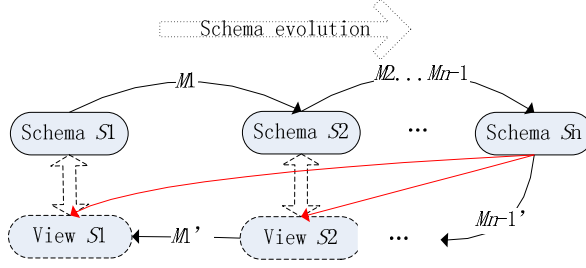 Schema evolution
M1
M2...Mn-1
Schema S1
Schema S2
...
Schema Sn
View S1
M1'
View S2
...
Mn-1'